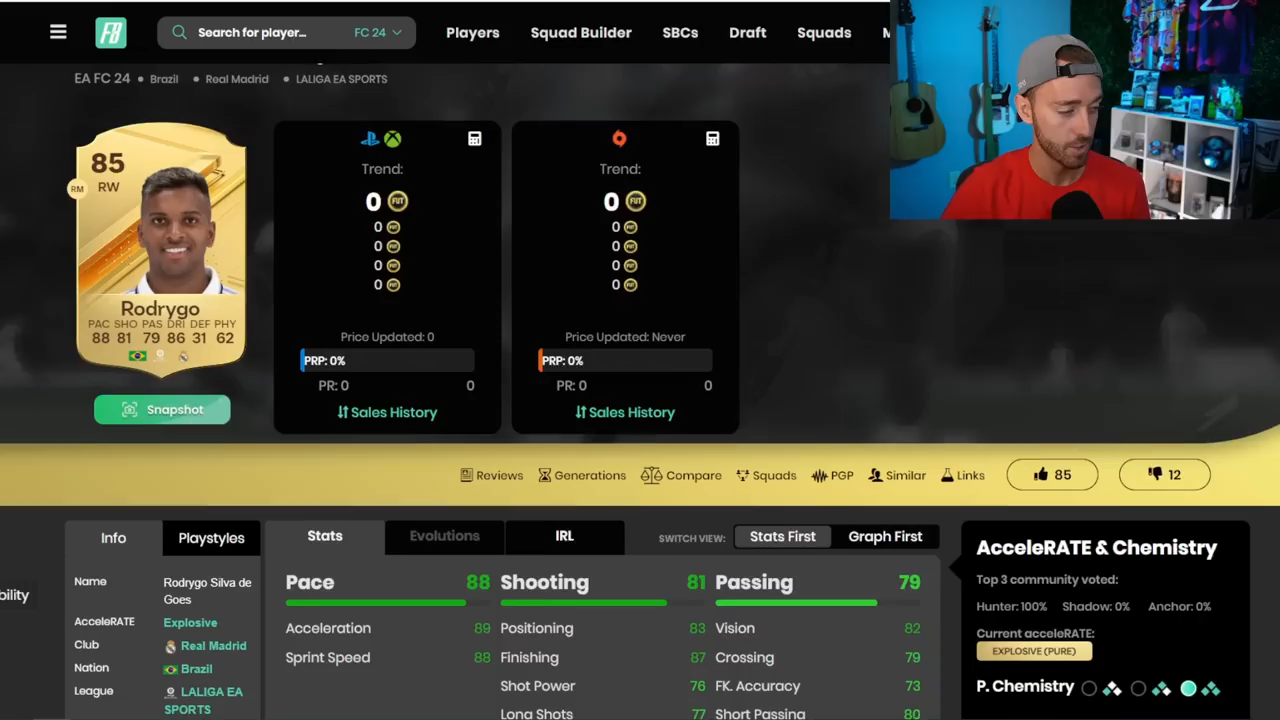 FB
Search for player...
FC 24
Players
Squad Builder
SBCs
Draft
Squads
M
EA FC 24
Brazil
Real Madrid
LALIGA EA SPORTS
85
RW
RM
Rodrygo
PAC SHO PAS DRI DEF PHY
88 81 79 86 31 62
Snapshot
Trend:
0 FUT
0
0
0
0
Price Updated: 0
PRP: 0%
PR: 0
0
Sales History
Trend:
0 FUT
0
0
0
0
Price Updated: Never
PRP: 0%
PR: 0
0
Sales History
Reviews
Generations
Compare
Squads
PGP
Similar
Links
85
12
bility
Info
Playstyles
Name
Rodrygo Silva de
Goes
AcceleRATE
Explosive
Club
Real Madrid
Nation
Brazil
League
LALIGA EA
SPORTS
Stats
Evolutions
IRL
SWITCH VIEW:
Stats First
Graph First
Pace 88
Acceleration 89
Sprint Speed 88
Shooting 81
Positioning 83
Finishing 87
Shot Power 76
Long Shots 77
Passing 79
Vision 82
Crossing 79
FK. Accuracy 73
Short Passing 80
AcceleRATE & Chemistry
Top 3 community voted:
Hunter: 100% Shadow: 0% Anchor: 0%
Current acceleRATE:
EXPLOSIVE (PURE)
P. Chemistry